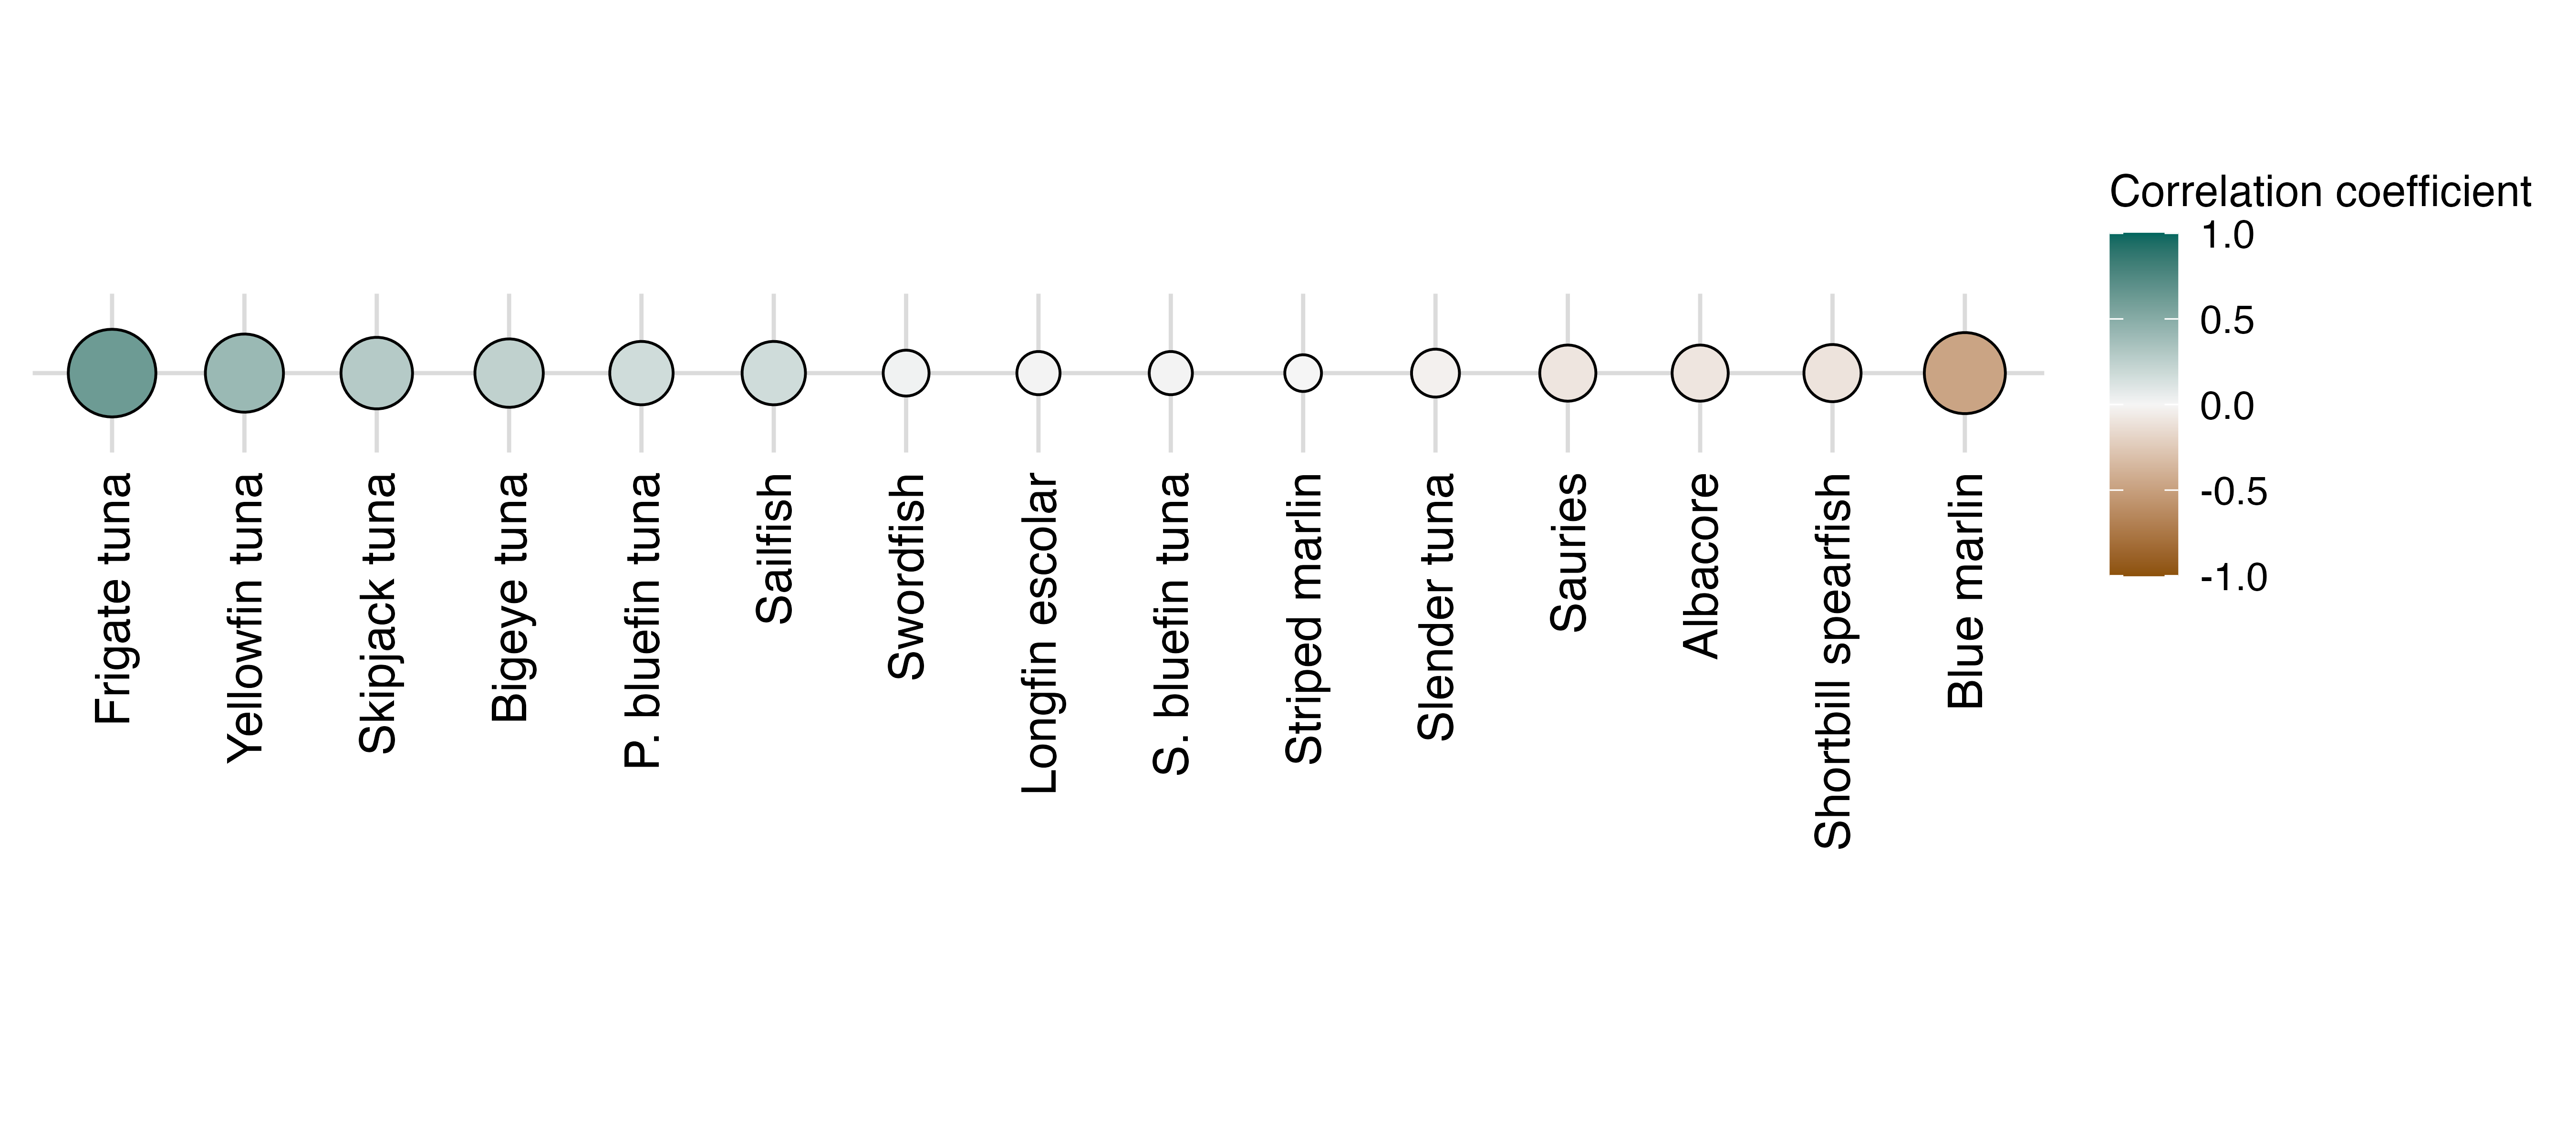 Correlation coefficient
1.0
0.5
0.0
-0.5
-1.0
Frigate tuna
Yellowfin tuna
Skipjack tuna
Bigeye tuna
P. bluefin tuna
Sailfish
Swordfish
Longfin escolar
S. bluefin tuna
Striped marlin
Slender tuna
Sauries
Albacore
Shortbill spearfish
Blue marlin